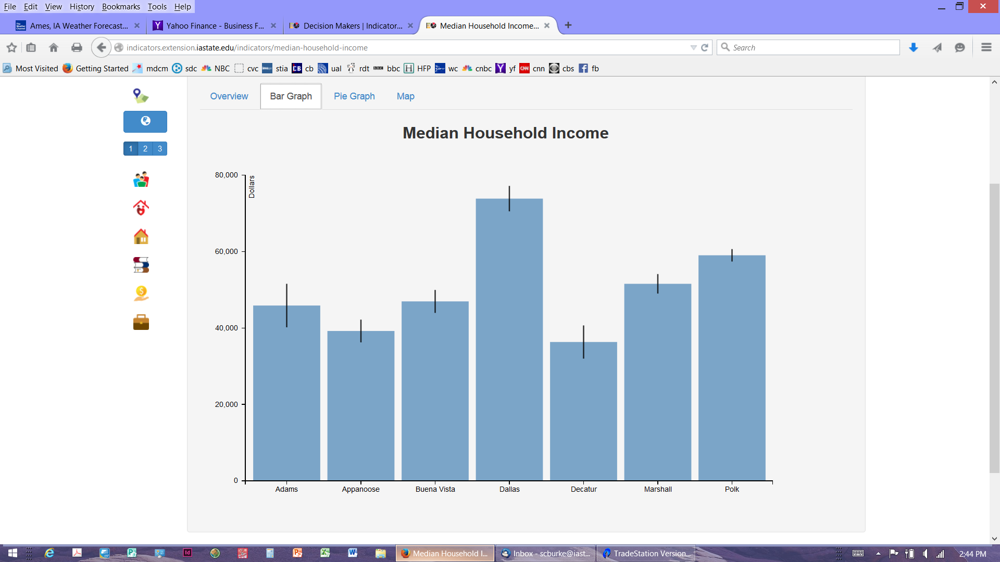 File Edit View History Bookmarks Tools Help
Ames, IA Weather Forecast... Yahoo Finance - Business F... Decision Makers | Indicator... Median Household Income...
indicators.extension.iastate.edu/indicators/median-household-income Search
Most Visited Getting Started mdcm sdc NBC cvc stia CB cb ual rdt BBC bbc H HFP wc cnbc Y yf CNN cnn cbs f fb
Overview Bar Graph Pie Graph Map
1 2 3
Median Household Income
Dollars
80,000
60,000
40,000
20,000
0
Adams Appanoose Buena Vista Dallas Decatur Marshall Polk
Median Household I... Inbox - scburke@iast... TradeStation Version... 2:44 PM